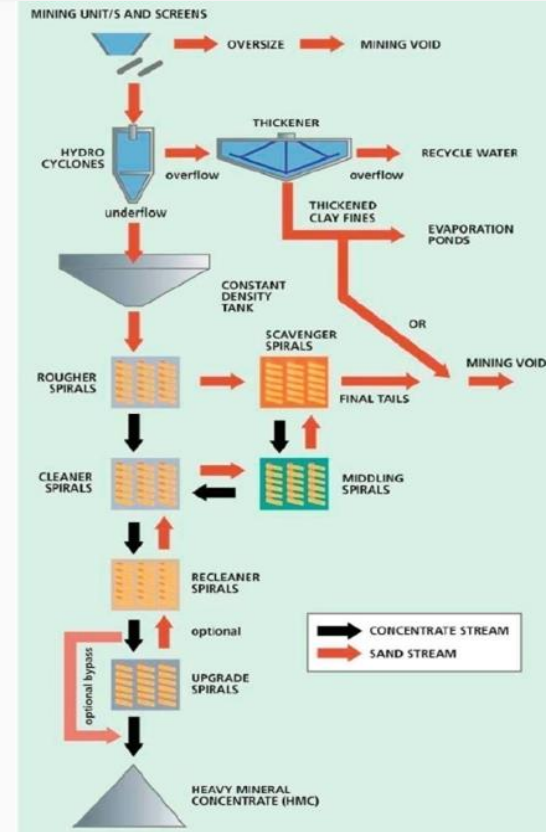 MINING UNIT/S AND SCREENS
OVERSIZE
MINING VOID
THICKENER
HYDRO
CYCLONES
overflow
overflow
RECYCLE WATER
underflow
THICKENED
CLAY FINES
EVAPORATION
PONDS
CONSTANT
DENSITY
TANK
OR
SCAVENGER
SPIRALS
ROUGHER
SPIRALS
FINAL TAILS
MINING VOID
CLEANER
SPIRALS
MIDDLING
SPIRALS
RECLEANER
SPIRALS
optional
CONCENTRATE STREAM
SAND STREAM
optional bypass
UPGRADE
SPIRALS
HEAVY MINERAL
CONCENTRATE (HMC)